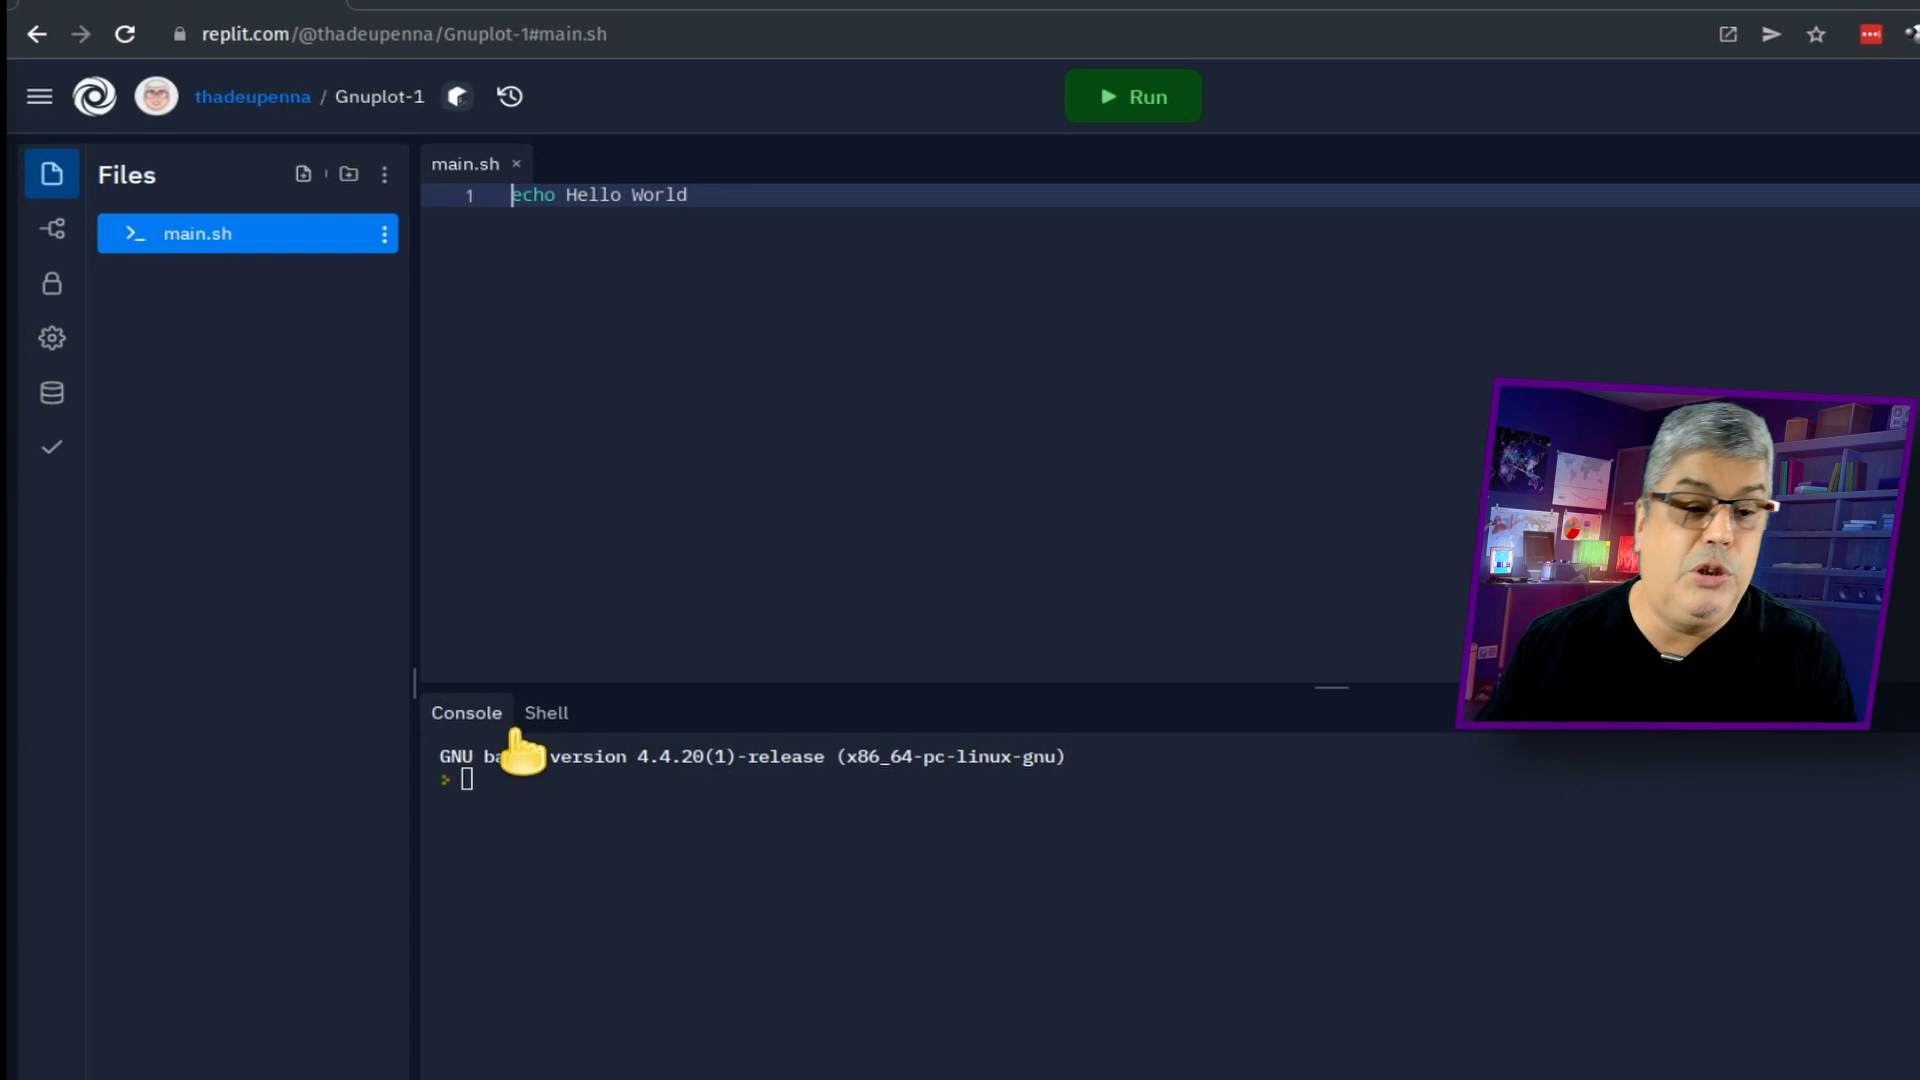 replit.com/@thadeupenna/Gnuplot-1#main.sh
thadeupenna / Gnuplot-1
Run
Files
main.sh
main.sh
1 echo Hello World
Console Shell
GNU ba version 4.4.20(1)-release (x86_64-pc-linux-gnu)
>